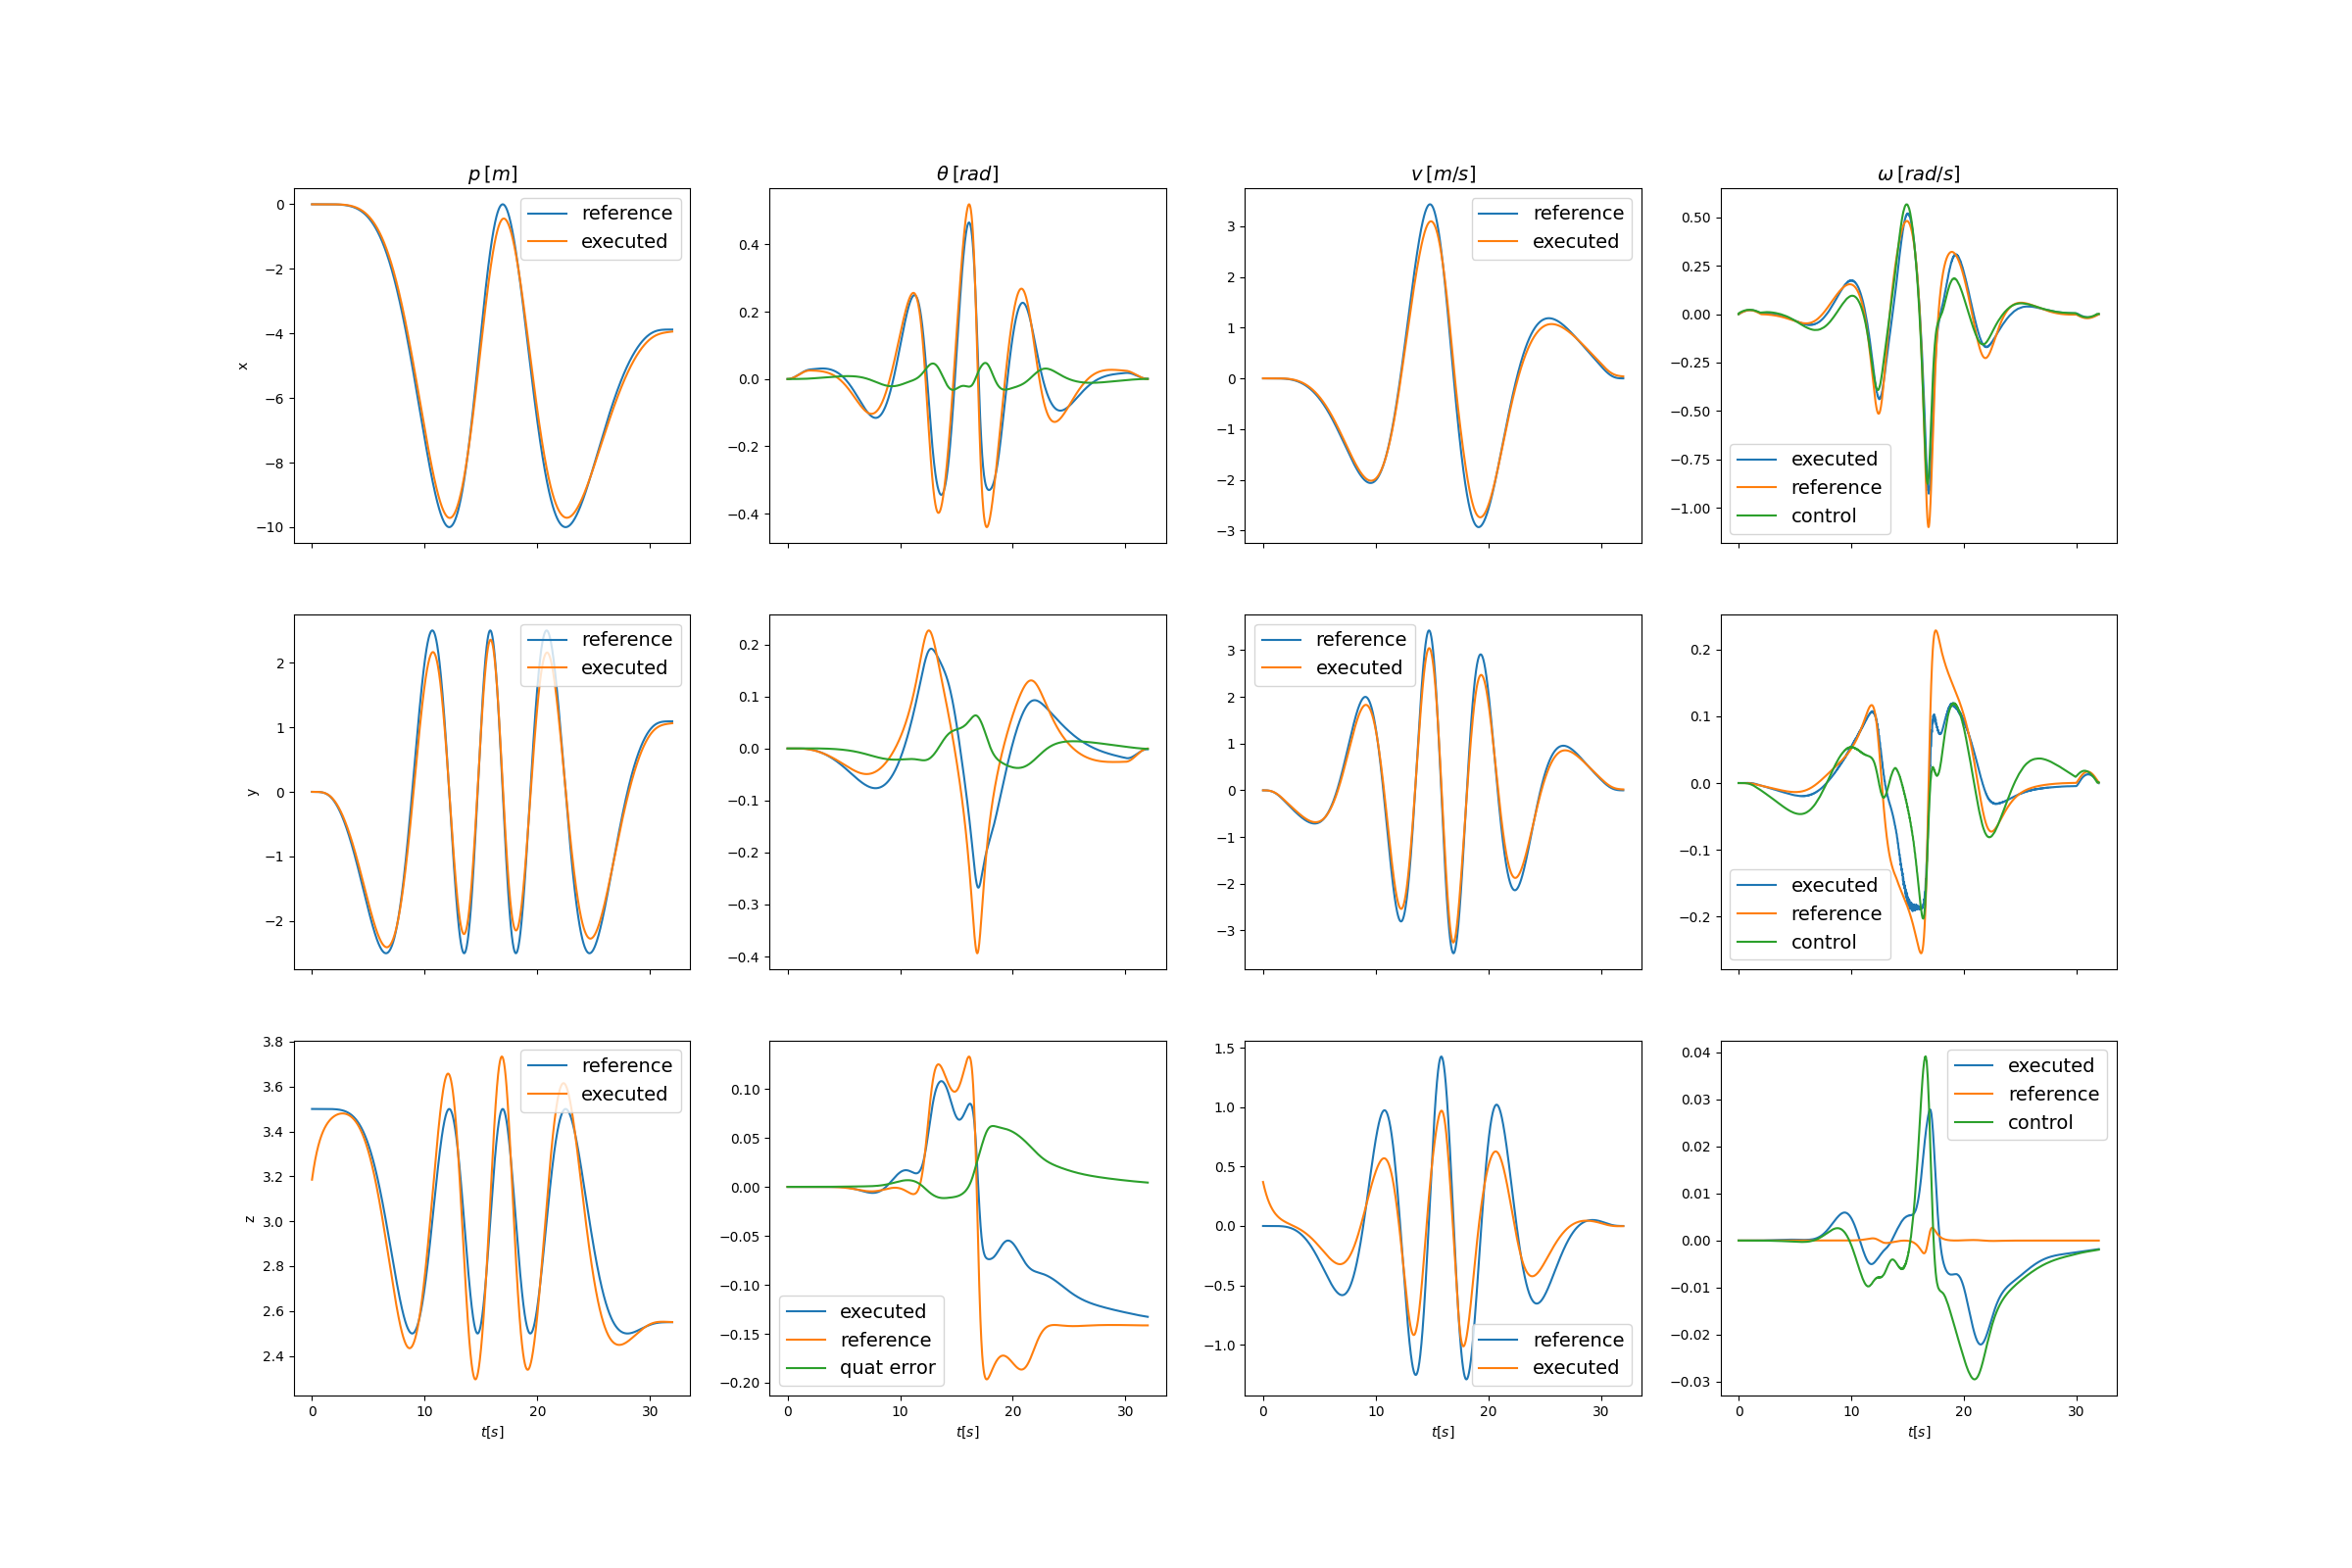 p [m]
θ [rad]
v [m/s]
ω [rad/s]
x
0
−2
−4
−6
−8
−10
reference
executed
0.4
0.2
0.0
−0.2
−0.4
3
2
1
0
−1
−2
−3
reference
executed
0.50
0.25
0.00
−0.25
−0.50
−0.75
−1.00
executed
reference
control
y
2
1
0
−1
−2
reference
executed
0.2
0.1
0.0
−0.1
−0.2
−0.3
−0.4
3
2
1
0
−1
−2
−3
reference
executed
0.2
0.1
0.0
−0.1
−0.2
executed
reference
control
z
3.8
3.6
3.4
3.2
3.0
2.8
2.6
2.4
reference
executed
0 10 20 30
t[s]
0.10
0.05
0.00
−0.05
−0.10
−0.15
−0.20
executed
reference
quat error
0 10 20 30
t[s]
1.5
1.0
0.5
0.0
−0.5
−1.0
reference
executed
0 10 20 30
t[s]
0.04
0.03
0.02
0.01
0.00
−0.01
−0.02
−0.03
executed
reference
control
0 10 20 30
t[s]